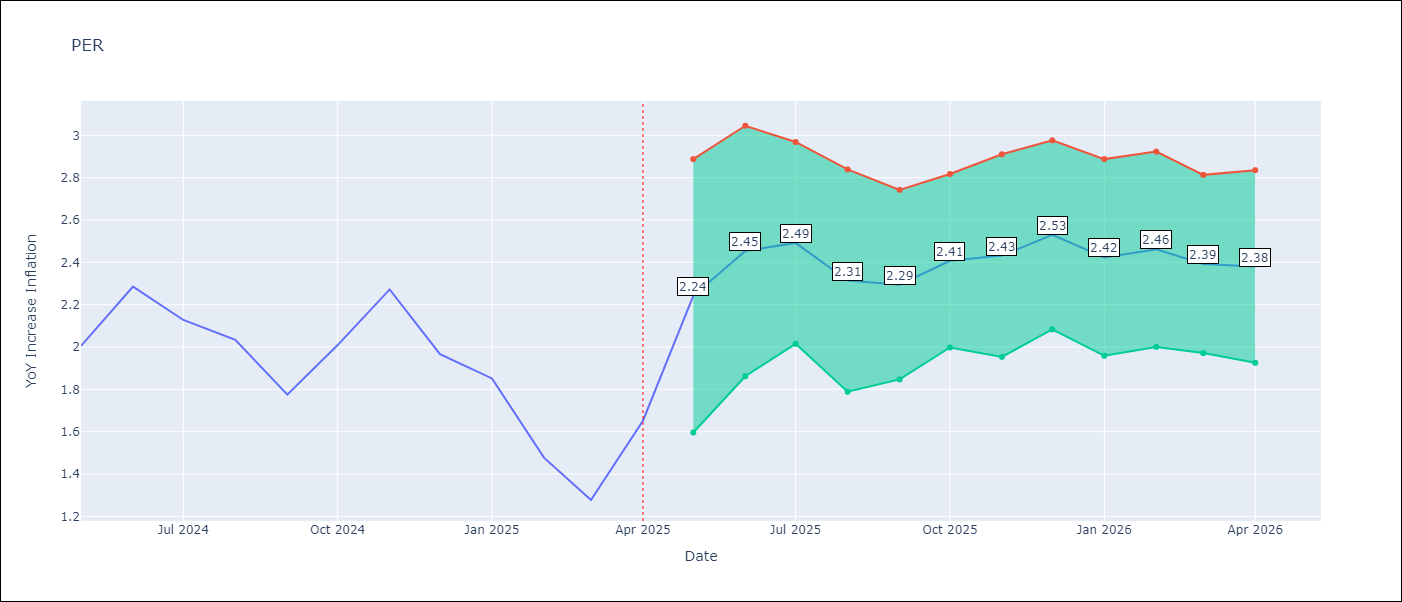 PER
YoY Increase Inflation
3
2.8
2.6
2.4
2.2
2
1.8
1.6
1.4
1.2
2.24
2.45
2.49
2.31
2.29
2.41
2.43
2.53
2.42
2.46
2.39
2.38
Jul 2024
Oct 2024
Jan 2025
Apr 2025
Jul 2025
Oct 2025
Jan 2026
Apr 2026
Date